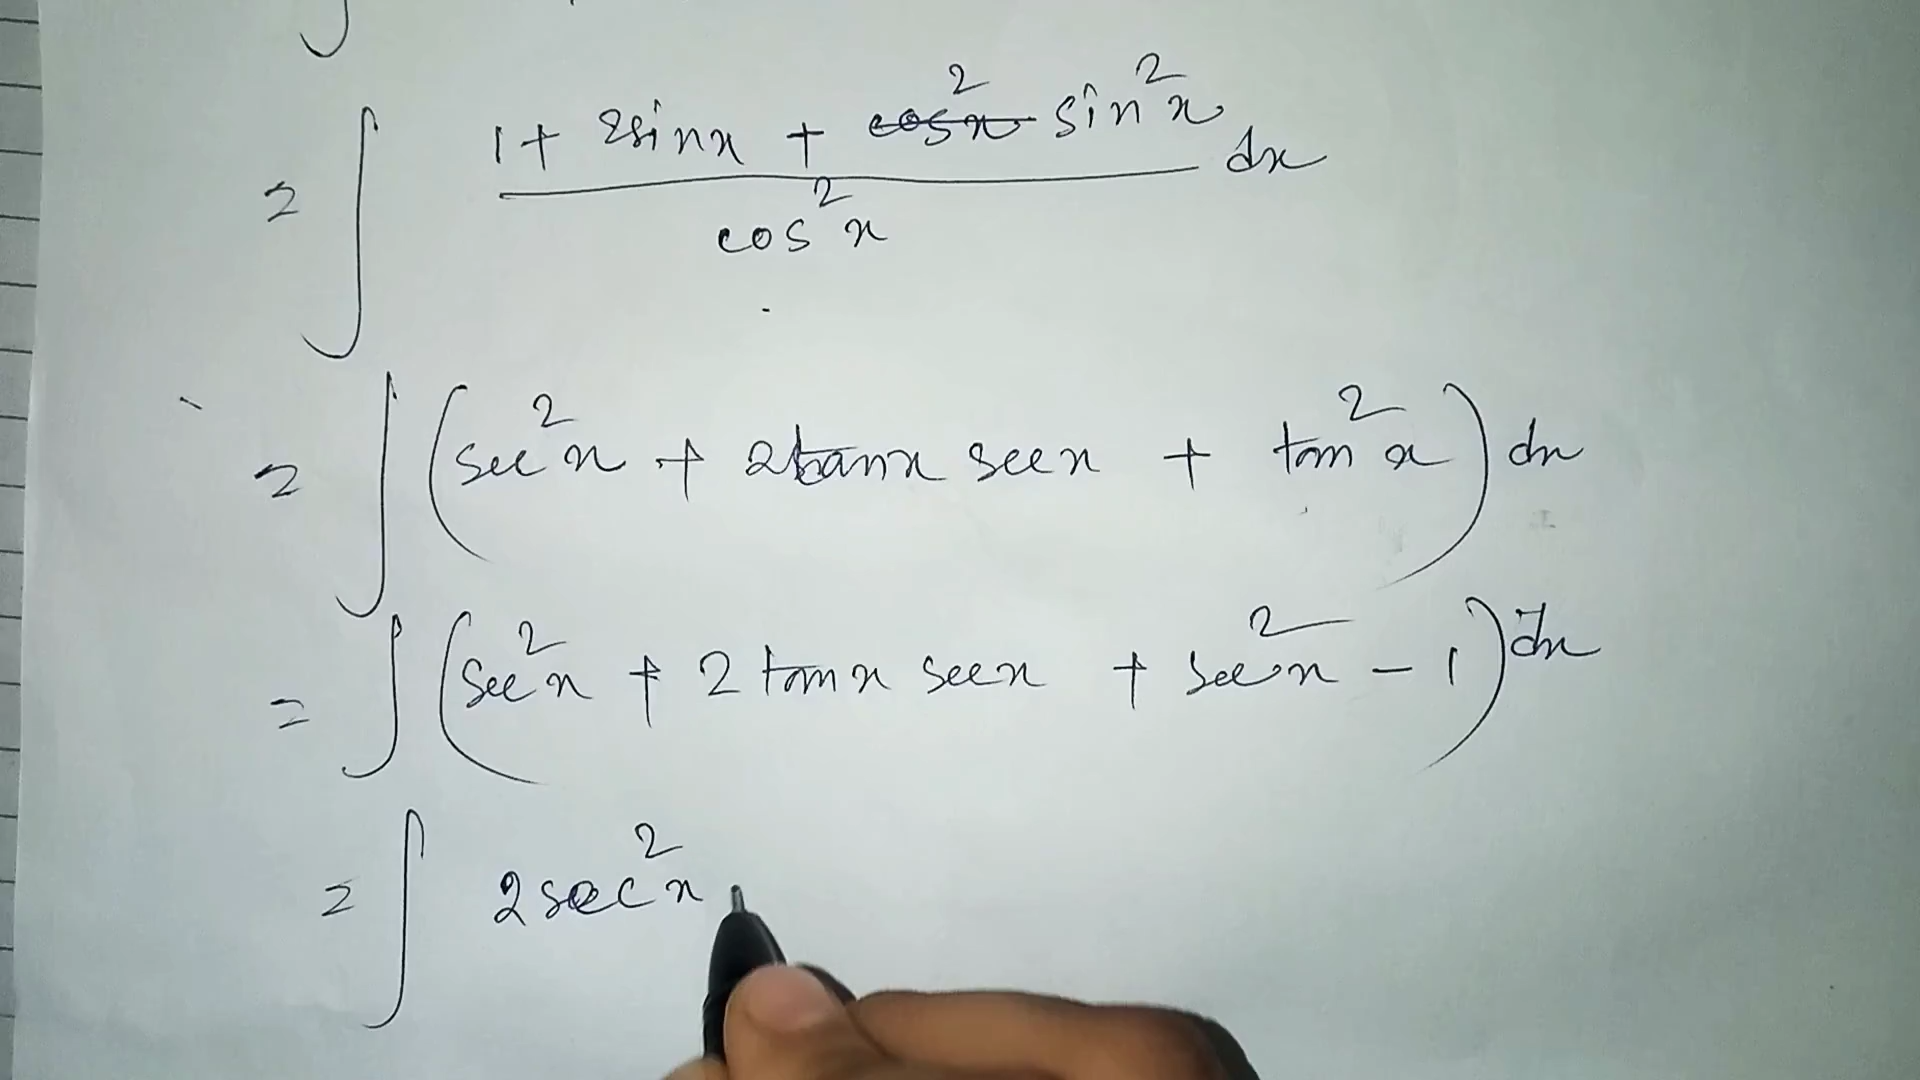 = ∫ (1 + 2sinx + ~~cos²x~~ sin²x) / cos²x dx
= ∫ (sec²x + 2tanx secx + tan²x) dx
= ∫ (sec²x + 2 tanx secx + sec²x - 1) dx
= ∫ 2sec²x